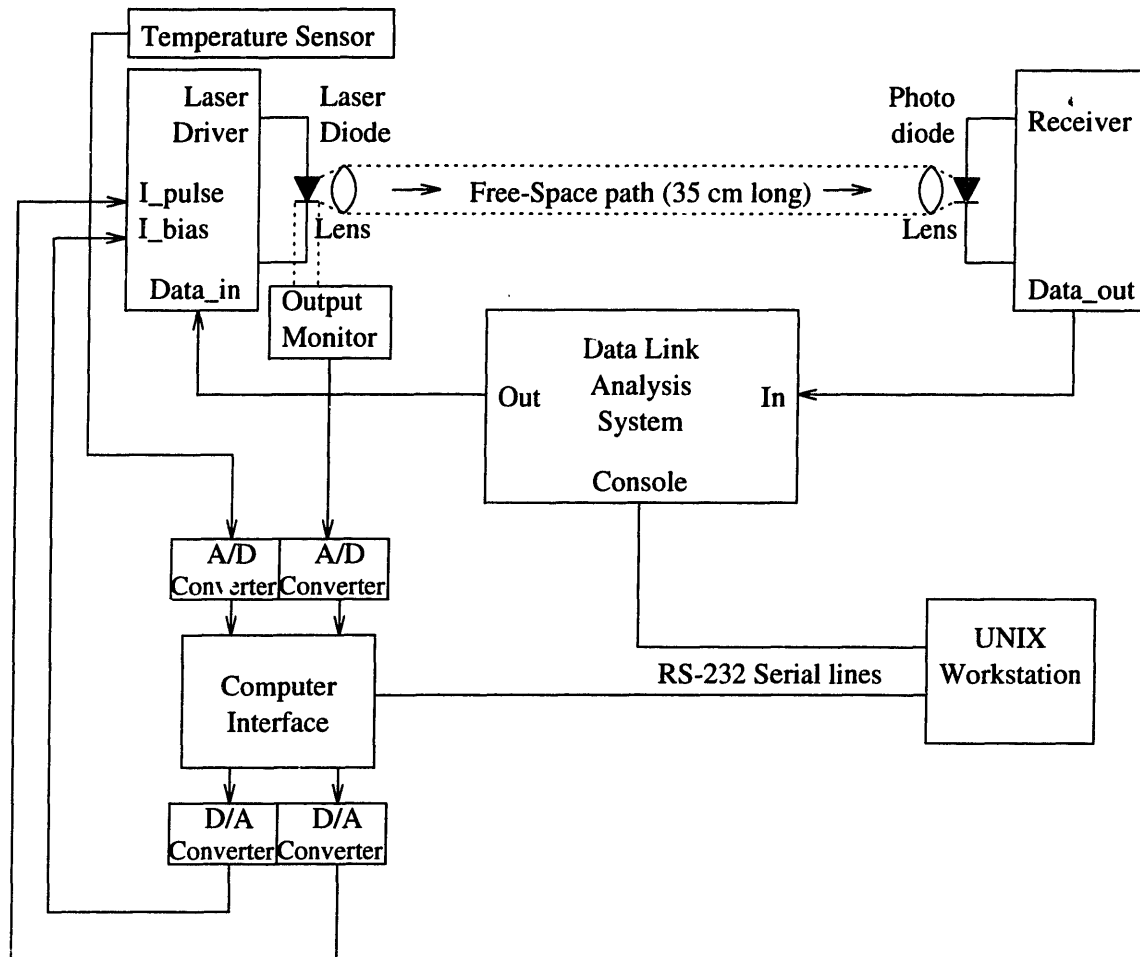 Temperature Sensor
Laser
Driver
I_pulse
I_bias
Data_in
Laser
Diode
Lens
Output
Monitor
Free-Space path (35 cm long)
Photo
diode
Lens
Receiver
Data_out
Data Link
Analysis
System
Out
In
Console
A/D
Converter
A/D
Converter
Computer
Interface
RS-232 Serial lines
UNIX
Workstation
D/A
Converter
D/A
Converter